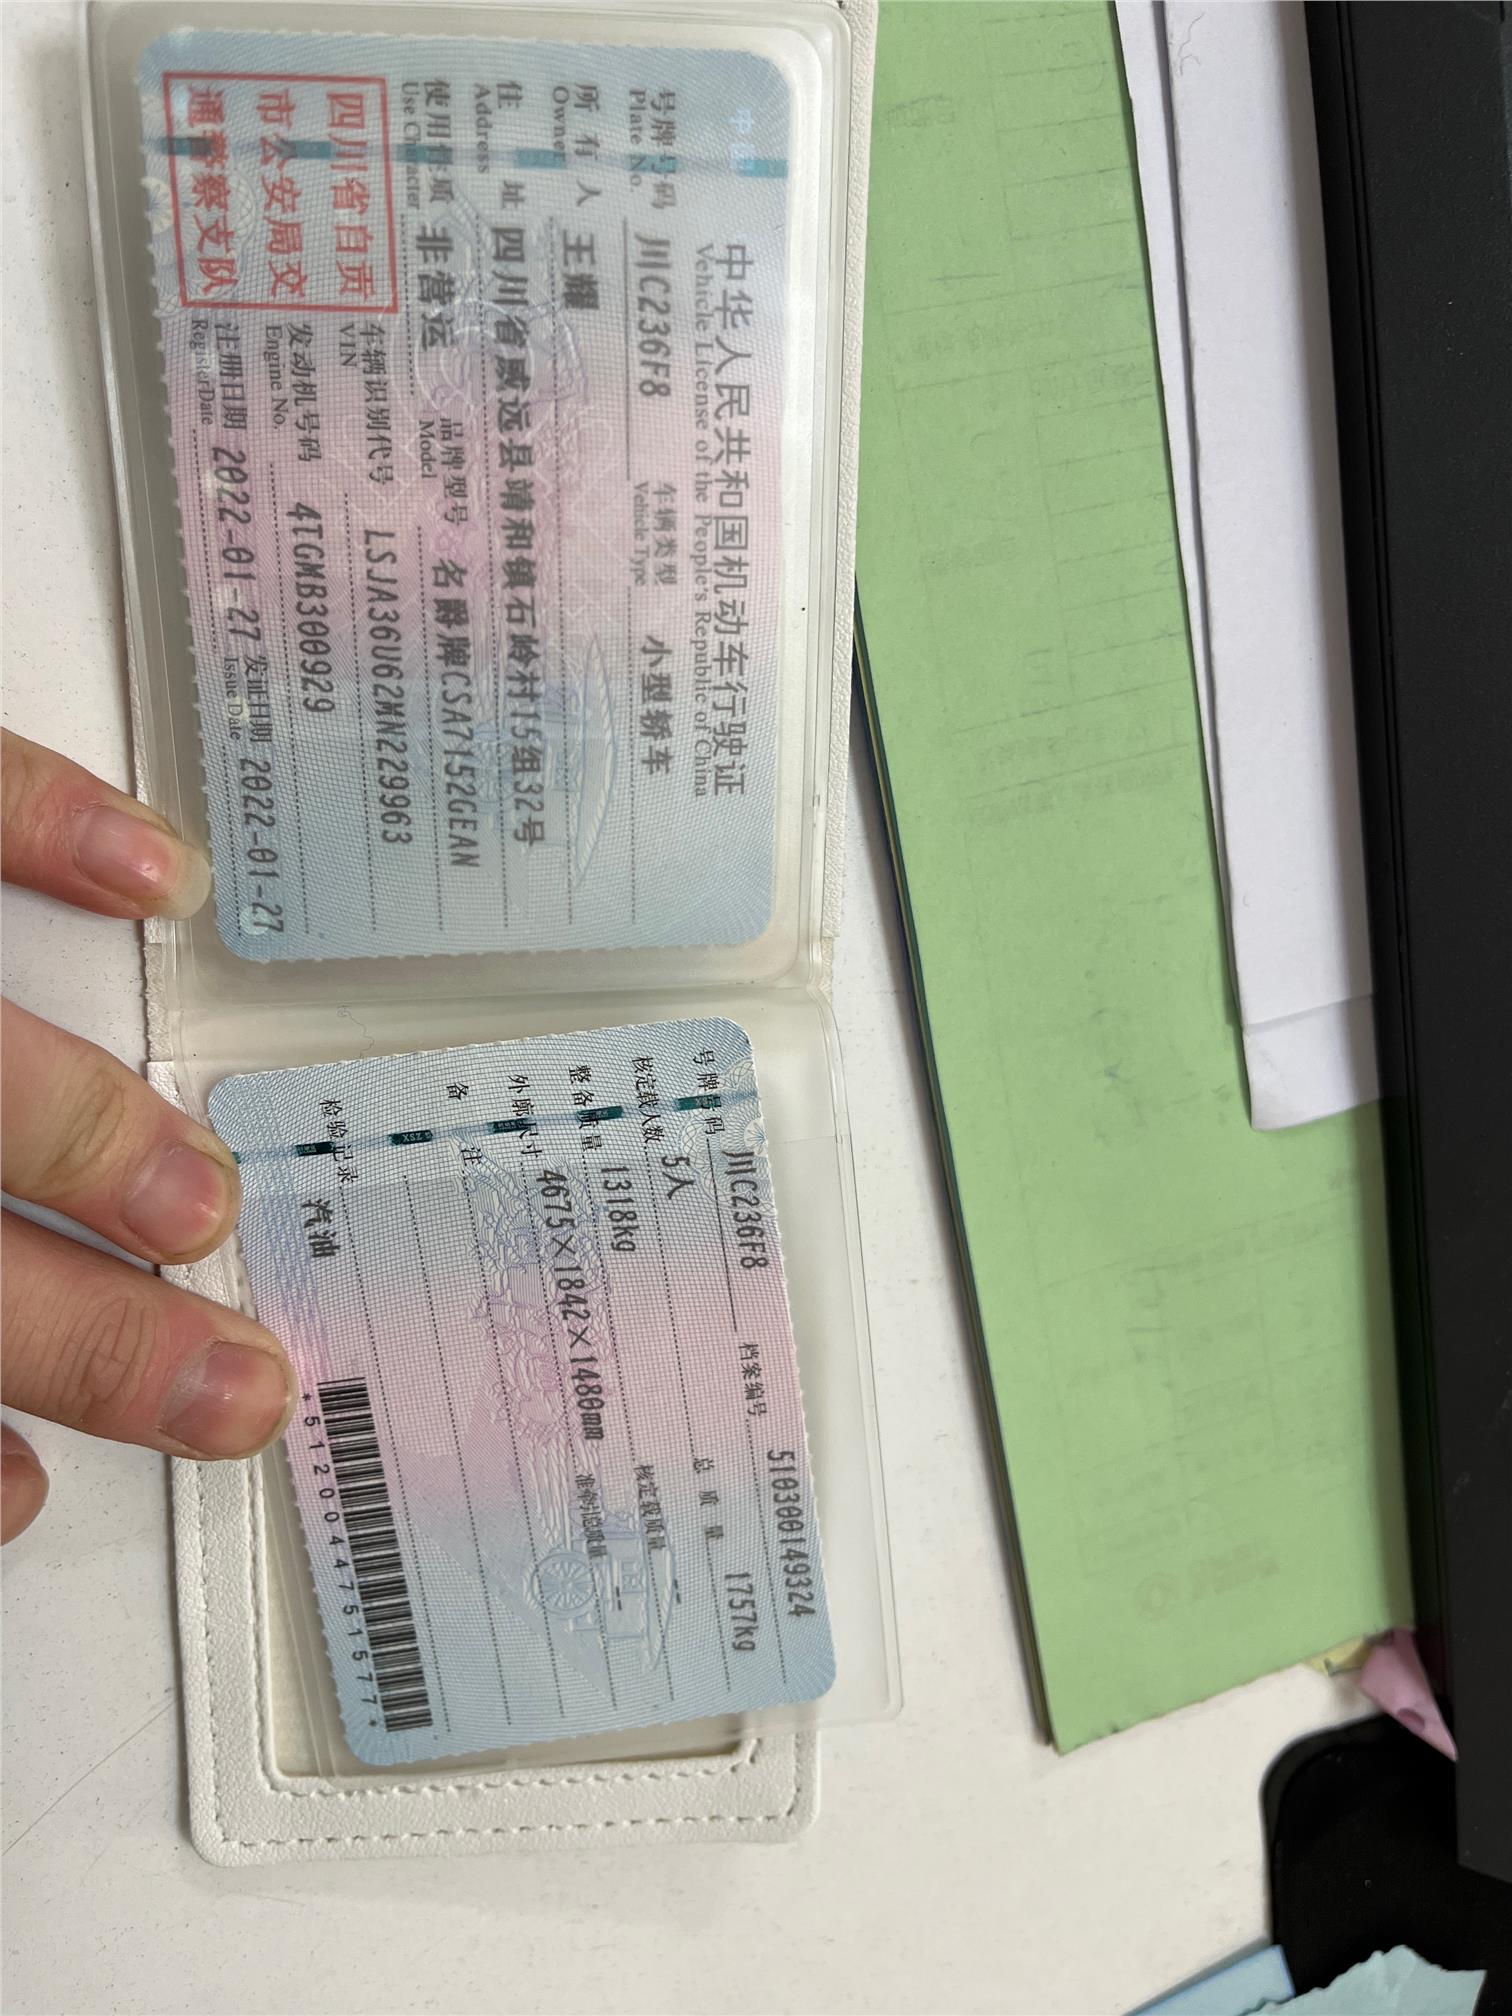 中华人民共和国机动车行驶证
Vehicle License of the People's Republic of China
号牌号码 川C236F8 车辆类型 小型轿车
Plate No. Vehicle Type
所有人 王耀
Owner
住址 四川省威远县靖和镇石岭村15组32号
Address
使用性质 非营运 品牌型号 名爵牌CSA7152GEAN
Use Character Model
四川省自贡市公安局交通警察支队
车辆识别代号 LSJA36U62MN229963
VIN
发动机号码 4TGMB300929
Engine No.
注册日期 2022-01-27 发证日期 2022-01-27
Register Date Issue Date
号牌号码 川C236F8 档案编号 510300149324
核定载人数 5人 总质量 1757kg
整备质量 1318kg 核定载质量 --
外廓尺寸 4675×1842×1480mm 准牵引总质量 --
备注
检验记录 汽油
*5120044751577*